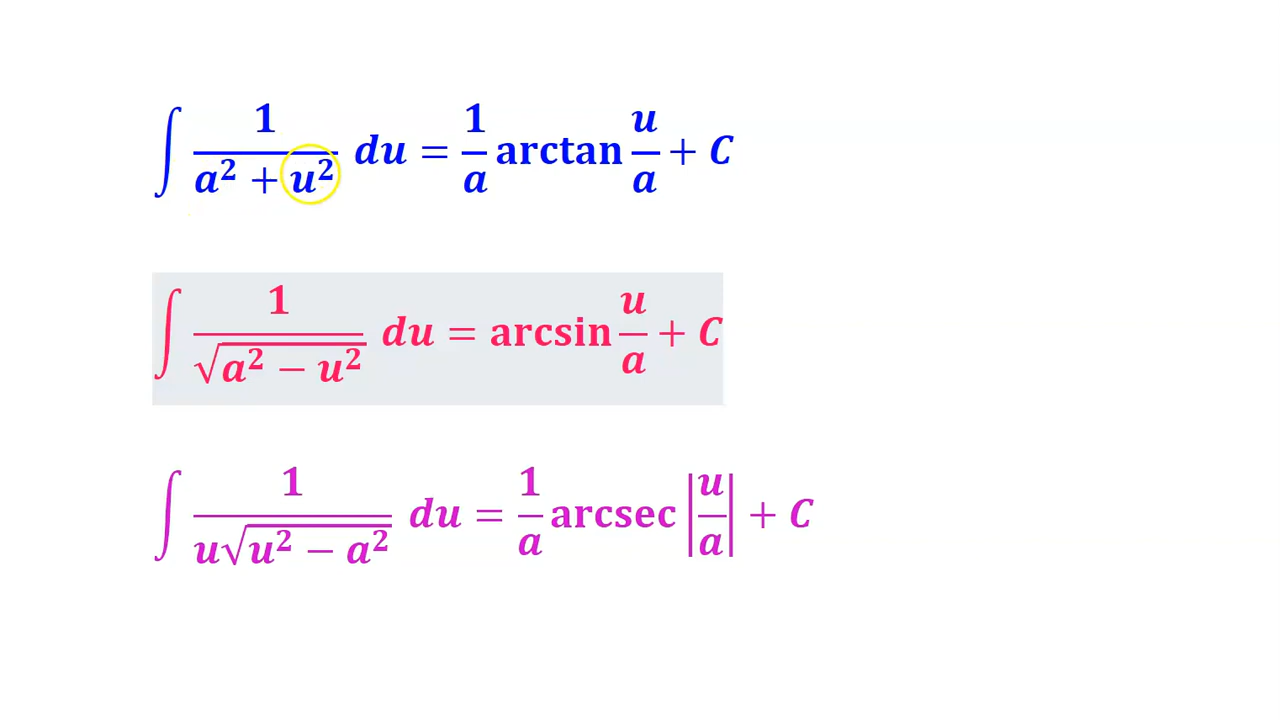 ∫ 1/(a² + u²) du = 1/a arctan u/a + C
∫ 1/√(a² − u²) du = arcsin u/a + C
∫ 1/(u√(u² − a²)) du = 1/a arcsec |u/a| + C